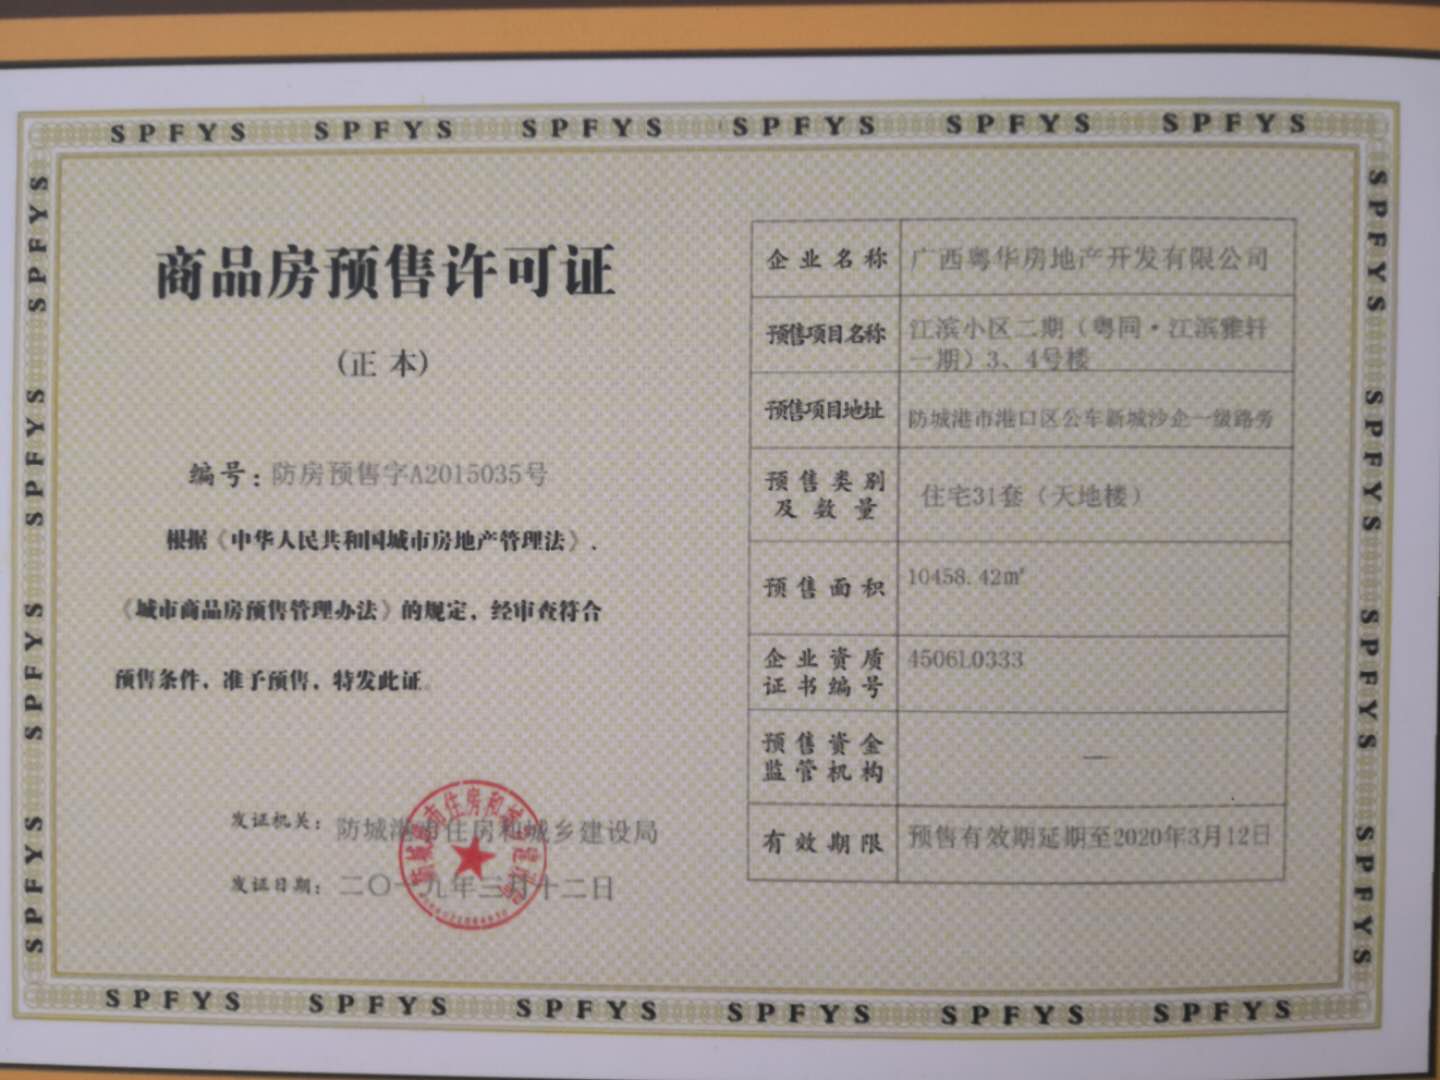 SPFYS SPFYS SPFYS SPFYS SPFYS SPFYS
SPFYS SPFYS SPFYS SPFYS
SPFYS SPFYS SPFYS SPFYS
商品房预售许可证
(正 本)
编号：防房预售字A2015035号
根据《中华人民共和国城市房地产管理法》、
《城市商品房预售管理办法》的规定，经审查符合
预售条件，准予预售，特发此证。
发证机关：防城港市住房和城乡建设局
发证日期：二〇一九年三月十二日
企业名称 广西粤华房地产开发有限公司
预售项目名称 江滨小区二期（粤同·江滨雅轩
一期）3、4号楼
预售项目地址 防城港市港口区公车新城沙企一级路旁
预售类别
及数量 住宅31套（天地楼）
预售面积 10458.42㎡
企业资质
证书编号 4506L0333
预售资金
监管机构 —
有效期限 预售有效期延期至2020年3月12日
SPFYS SPFYS SPFYS SPFYS SPFYS SPFYS